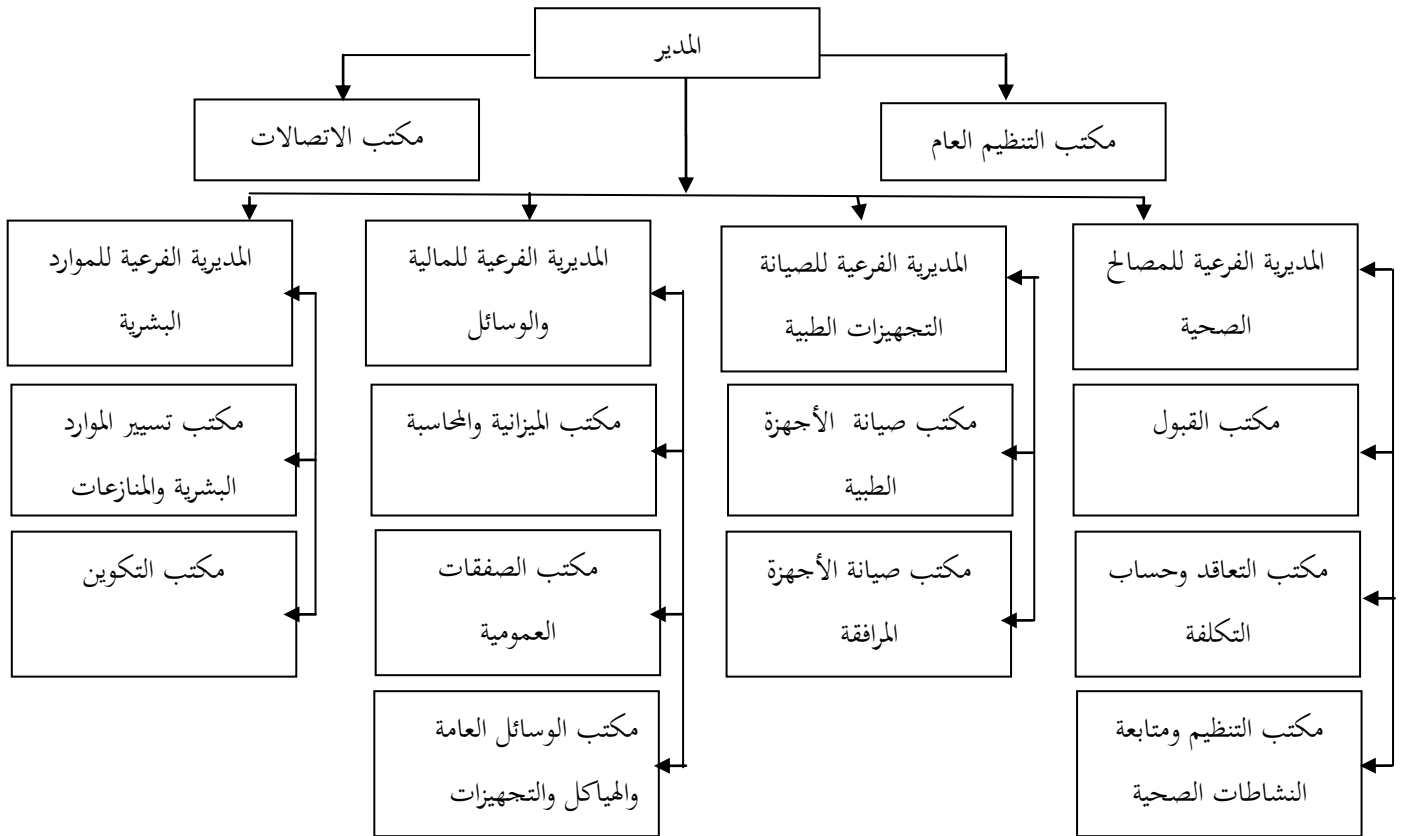 المدير
مكتب التنظيم العام
مكتب الاتصالات
المديرية الفرعية للمصالح
الصحية
المديرية الفرعية للصيانة
التجهيزات الطبية
المديرية الفرعية للمالية
والوسائل
المديرية الفرعية للموارد
البشرية
مكتب القبول
مكتب صيانة الأجهزة
الطبية
مكتب الميزانية والمحاسبة
مكتب تسيير الموارد
البشرية والمنازعات
مكتب التعاقد وحساب
التكلفة
مكتب صيانة الأجهزة
المرافقة
مكتب الصفقات
العمومية
مكتب التكوين
مكتب التنظيم ومتابعة
النشاطات الصحية
مكتب الوسائل العامة
والهياكل والتجهيزات